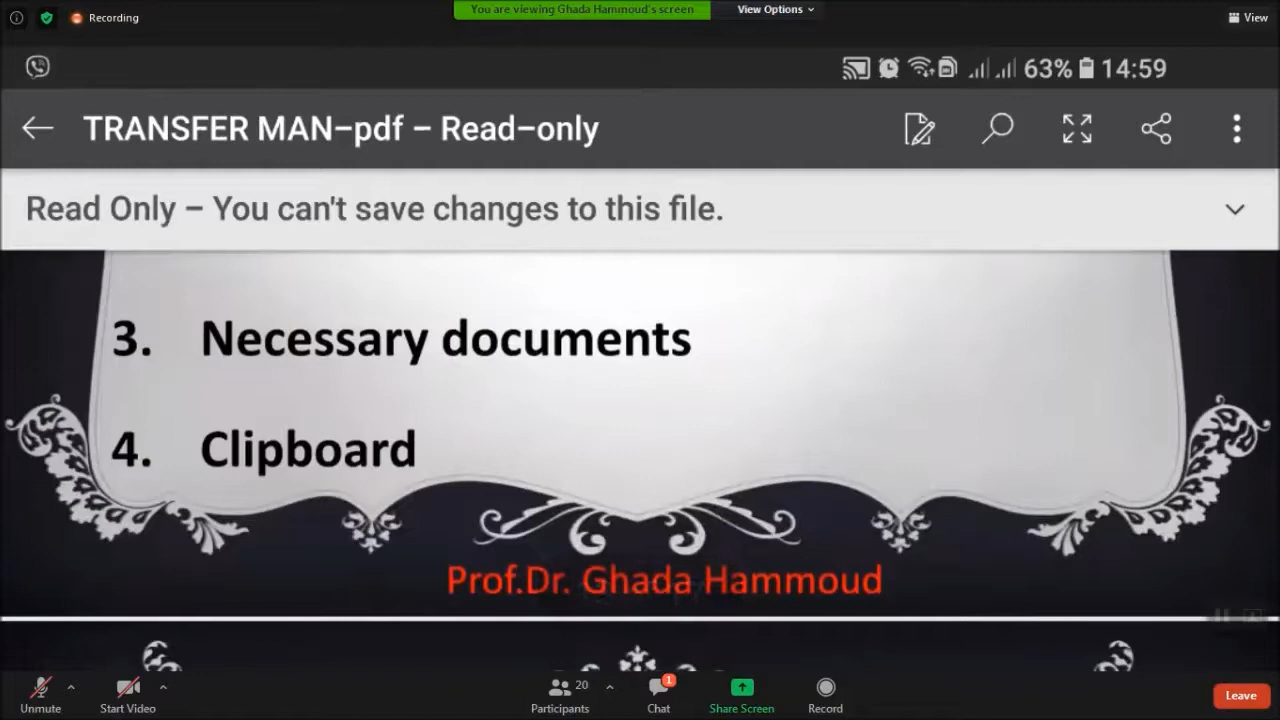 Recording
You are viewing Ghada Hammoud's screen
View Options
View
63% 14:59
TRANSFER MAN-pdf - Read-only
Read Only - You can't save changes to this file.
3. Necessary documents
4. Clipboard
Prof.Dr. Ghada Hammoud
Unmute
Start Video
20
Participants
1
Chat
Share Screen
Record
Leave